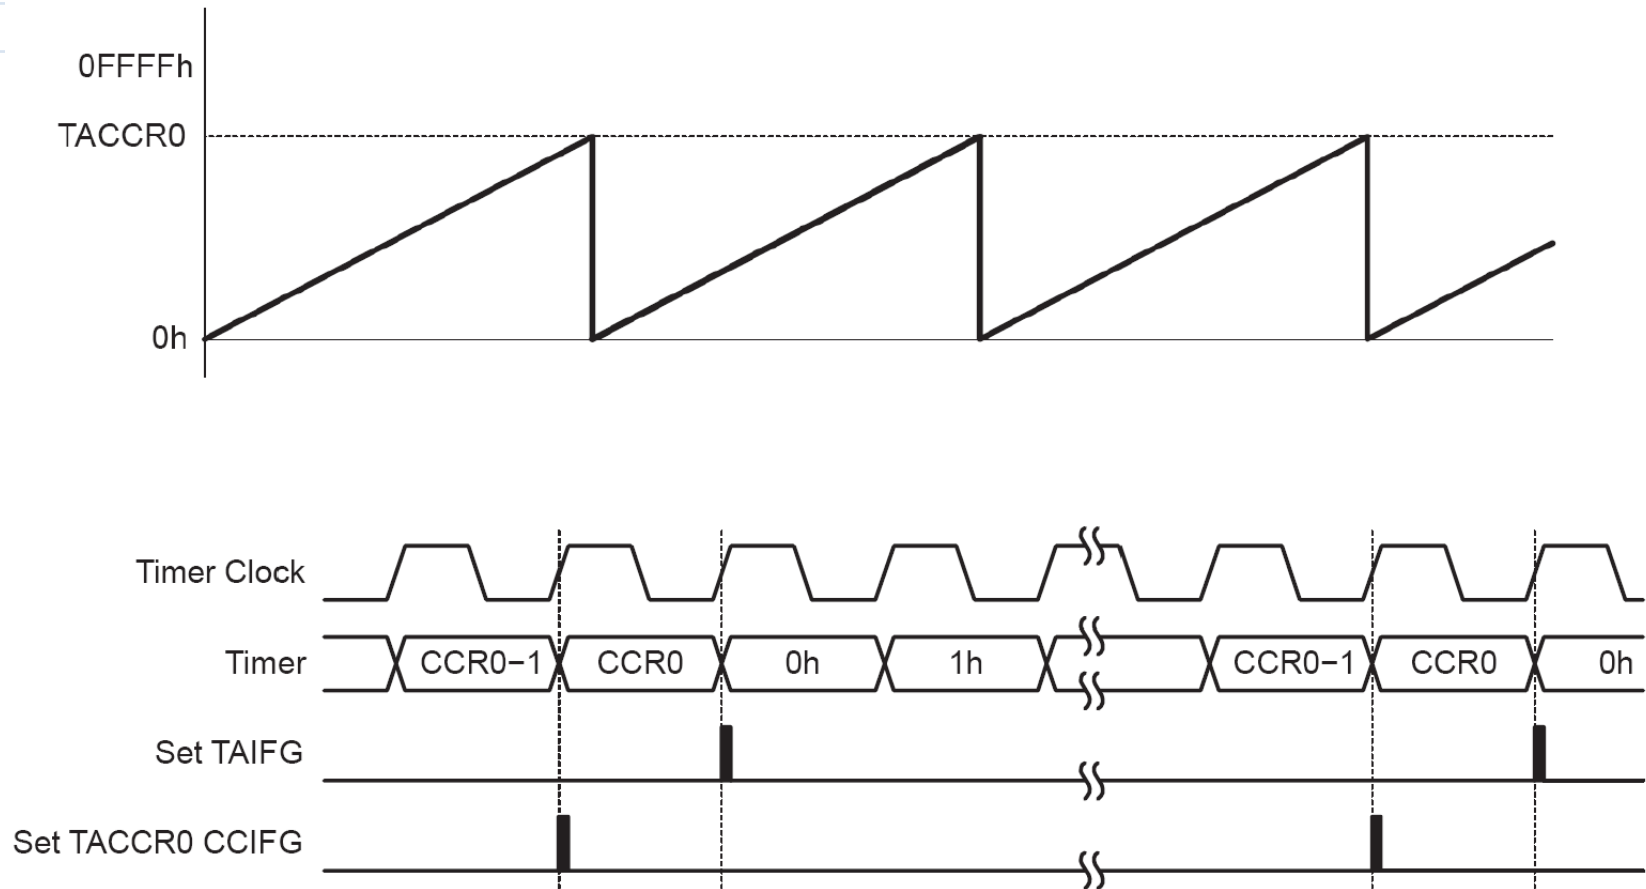 0FFFFh
TACCR0
0h
Timer Clock
Timer
CCR0−1
CCR0
0h
1h
CCR0−1
CCR0
0h
Set TAIFG
Set TACCR0 CCIFG